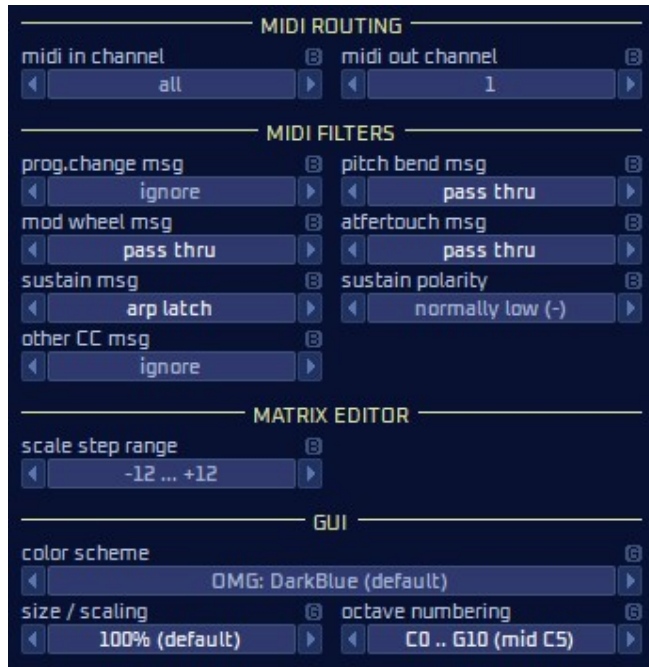 MIDI ROUTING
midi in channel B midi out channel B
all 1
MIDI FILTERS
prog.change msg B pitch bend msg B
ignore pass thru
mod wheel msg B atfertouch msg B
pass thru pass thru
sustain msg B sustain polarity B
arp latch normally low (-)
other CC msg B
ignore
MATRIX EDITOR
scale step range B
-12 ... +12
GUI
color scheme G
OMG: DarkBlue (default)
size / scaling G octave numbering G
100% (default) C0 .. G10 (mid C5)